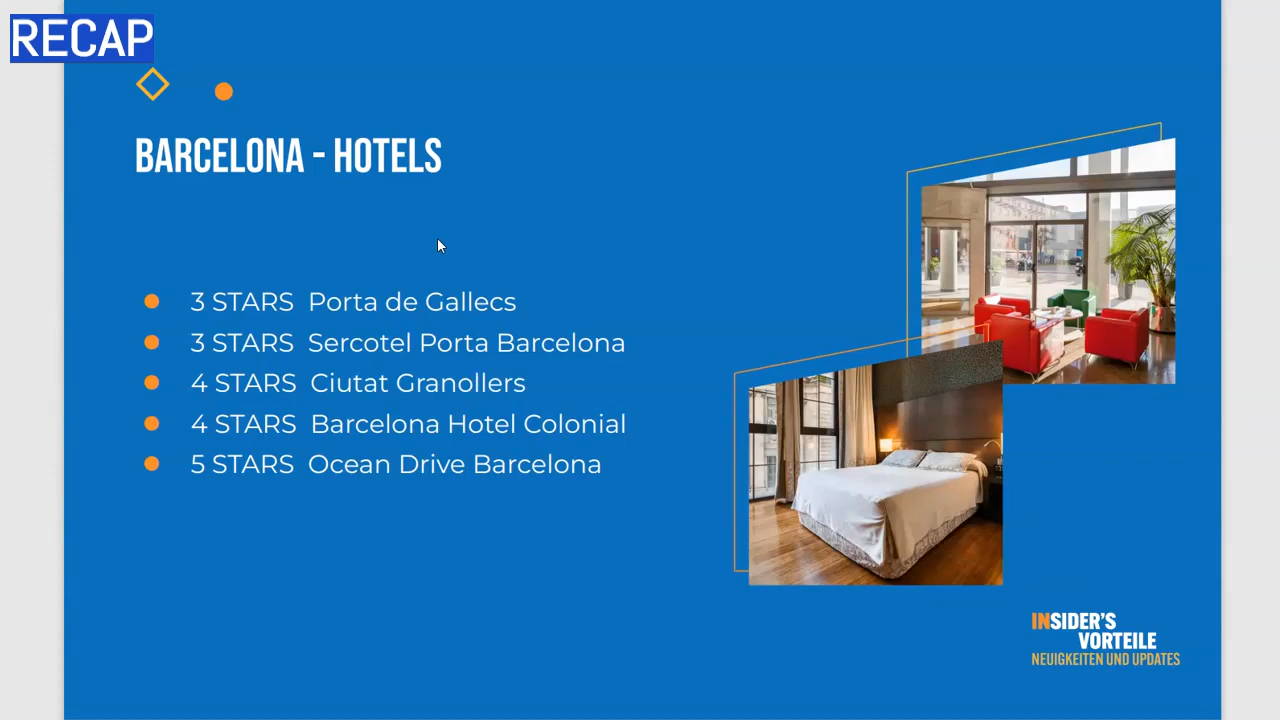 RECAP
BARCELONA - HOTELS
3 STARS Porta de Gallecs
3 STARS Sercotel Porta Barcelona
4 STARS Ciutat Granollers
4 STARS Barcelona Hotel Colonial
5 STARS Ocean Drive Barcelona
INSIDER'S
VORTEILE
NEUIGKEITEN UND UPDATES